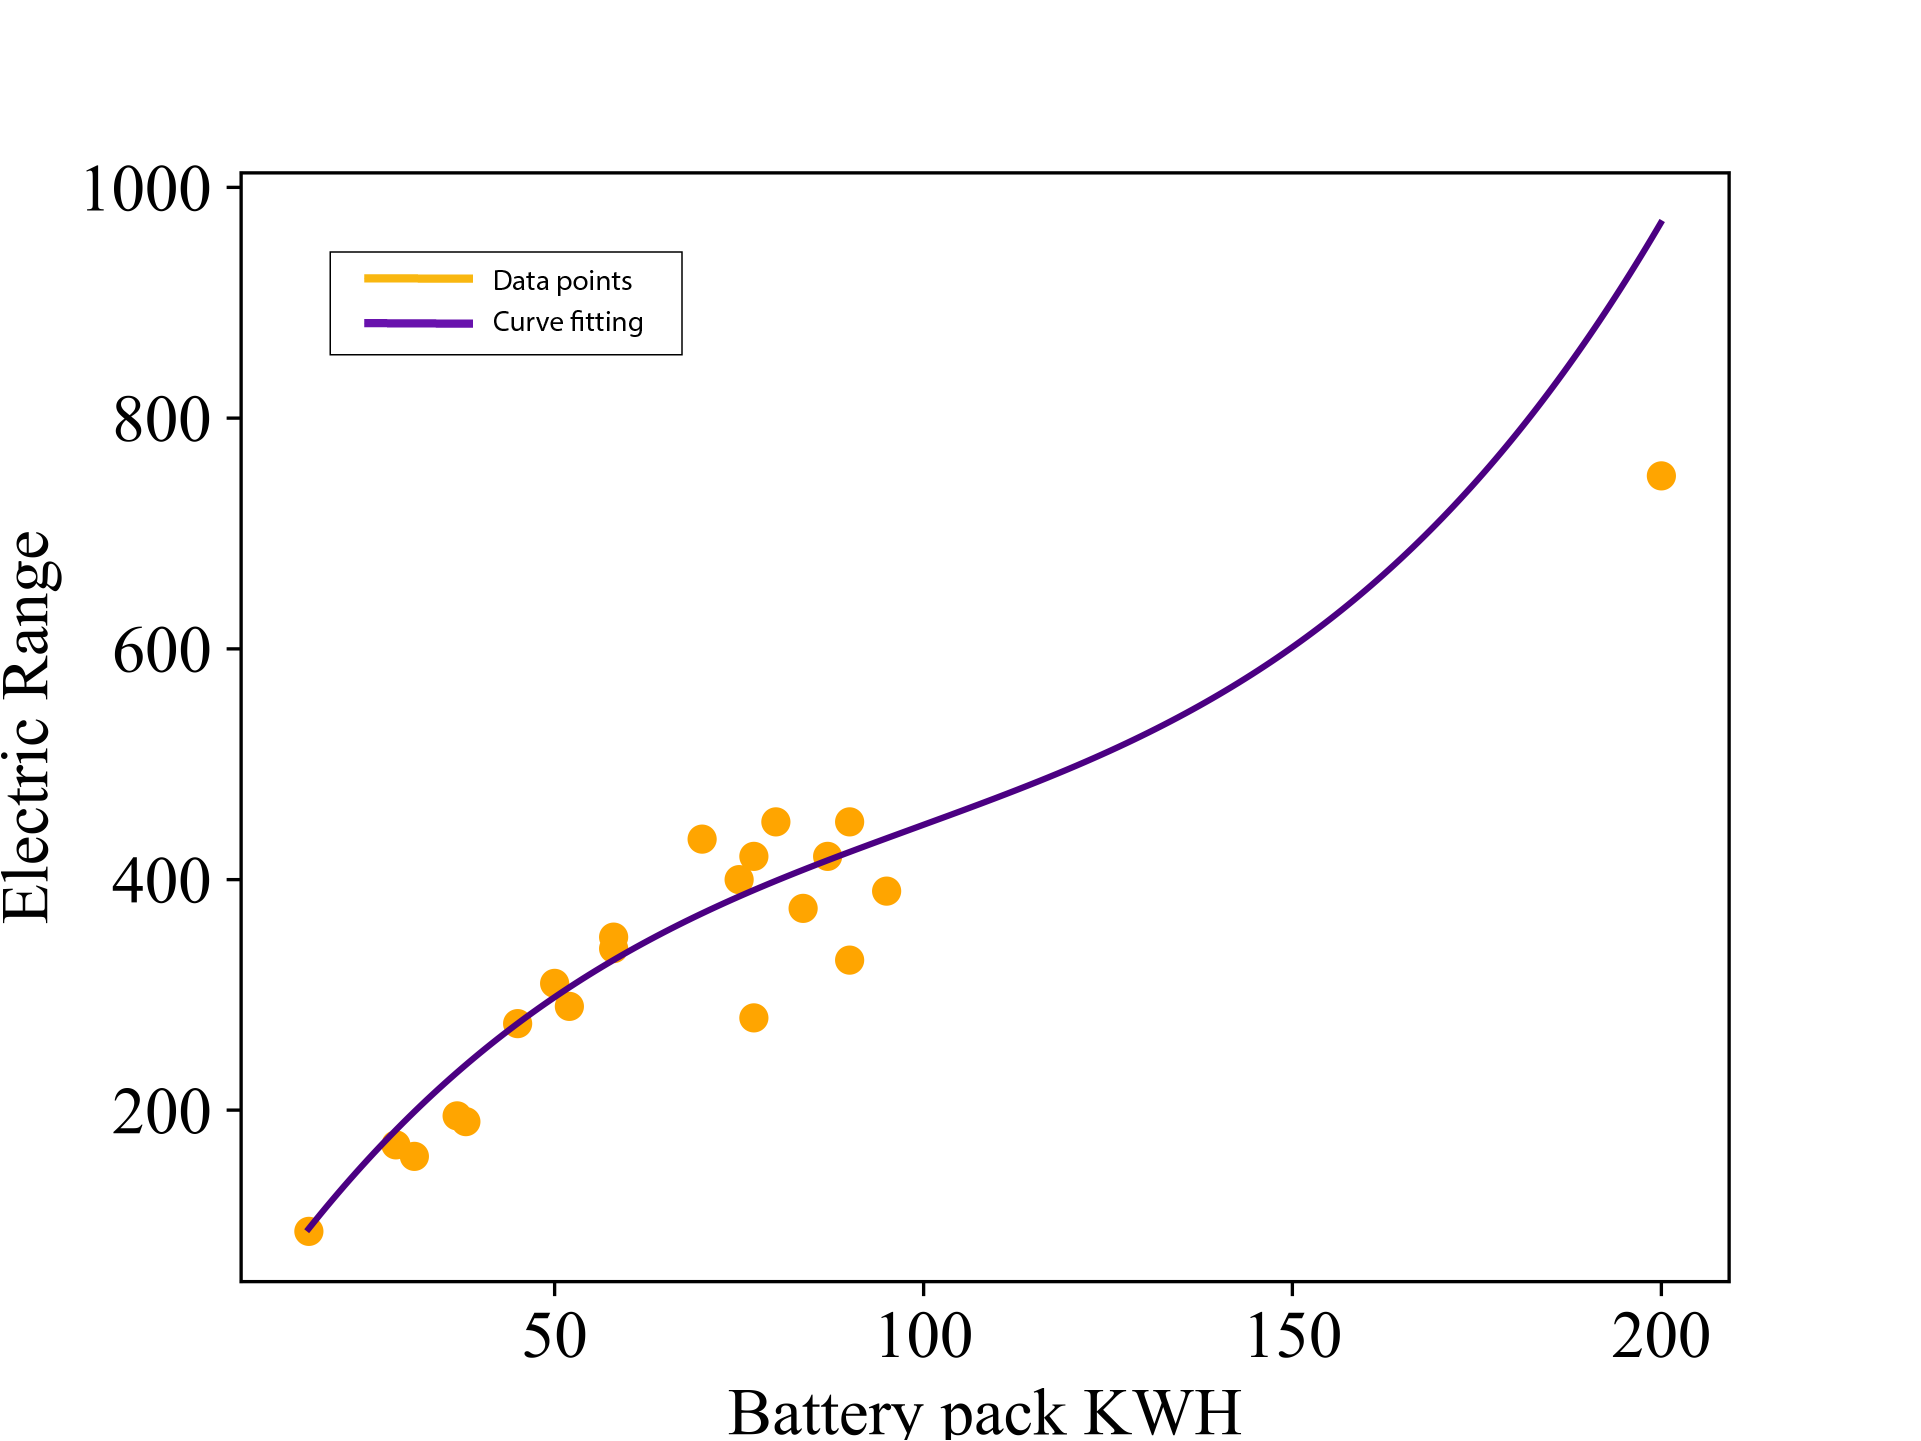 1000
800
600
400
200
Electric Range
Data points
Curve fitting
50 100 150 200
Battery pack KWH